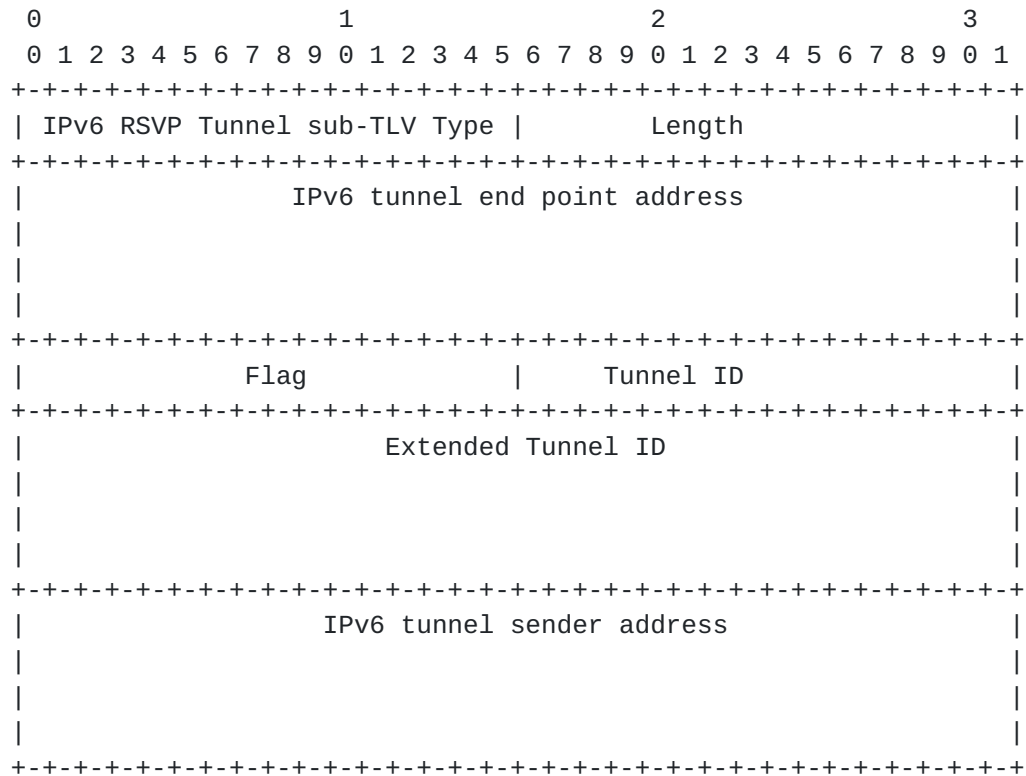 0                   1                   2                   3
 0 1 2 3 4 5 6 7 8 9 0 1 2 3 4 5 6 7 8 9 0 1 2 3 4 5 6 7 8 9 0 1
+-+-+-+-+-+-+-+-+-+-+-+-+-+-+-+-+-+-+-+-+-+-+-+-+-+-+-+-+-+-+-+-+
| IPv6 RSVP Tunnel sub-TLV Type |        Length                 |
+-+-+-+-+-+-+-+-+-+-+-+-+-+-+-+-+-+-+-+-+-+-+-+-+-+-+-+-+-+-+-+-+
|                 IPv6 tunnel end point address                 |
|                                                               |
|                                                               |
|                                                               |
+-+-+-+-+-+-+-+-+-+-+-+-+-+-+-+-+-+-+-+-+-+-+-+-+-+-+-+-+-+-+-+-+
|              Flag             |     Tunnel ID                 |
+-+-+-+-+-+-+-+-+-+-+-+-+-+-+-+-+-+-+-+-+-+-+-+-+-+-+-+-+-+-+-+-+
|                       Extended Tunnel ID                      |
|                                                               |
|                                                               |
|                                                               |
+-+-+-+-+-+-+-+-+-+-+-+-+-+-+-+-+-+-+-+-+-+-+-+-+-+-+-+-+-+-+-+-+
|                   IPv6 tunnel sender address                  |
|                                                               |
|                                                               |
|                                                               |
+-+-+-+-+-+-+-+-+-+-+-+-+-+-+-+-+-+-+-+-+-+-+-+-+-+-+-+-+-+-+-+-+